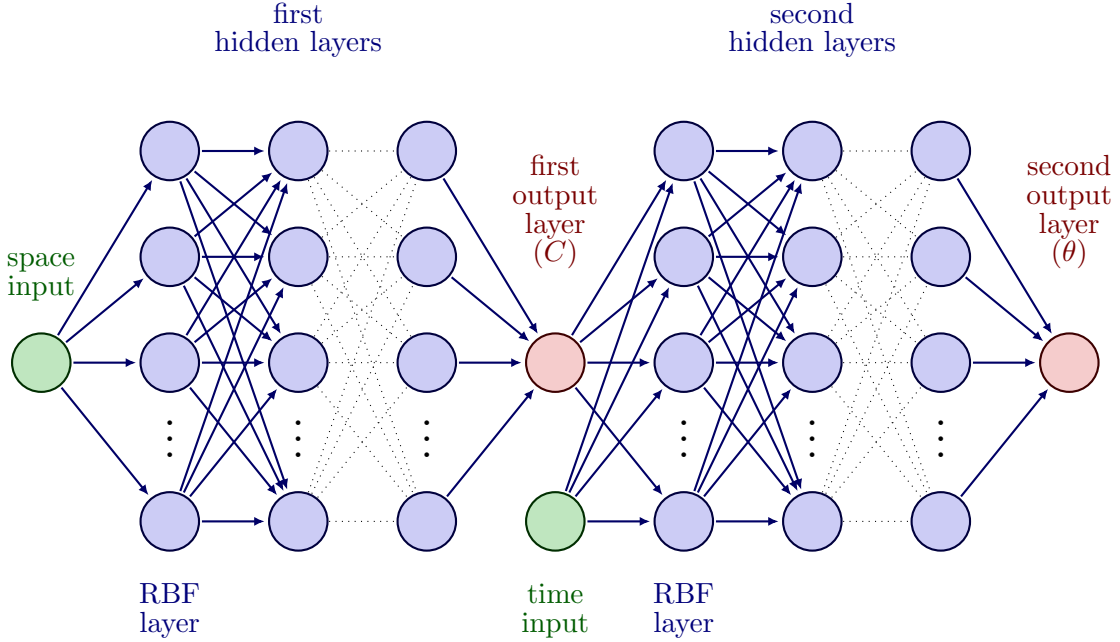 first
hidden layers
second
hidden layers
first
output
layer
(C)
second
output
layer
(θ)
space
input
RBF
layer
time
input
RBF
layer